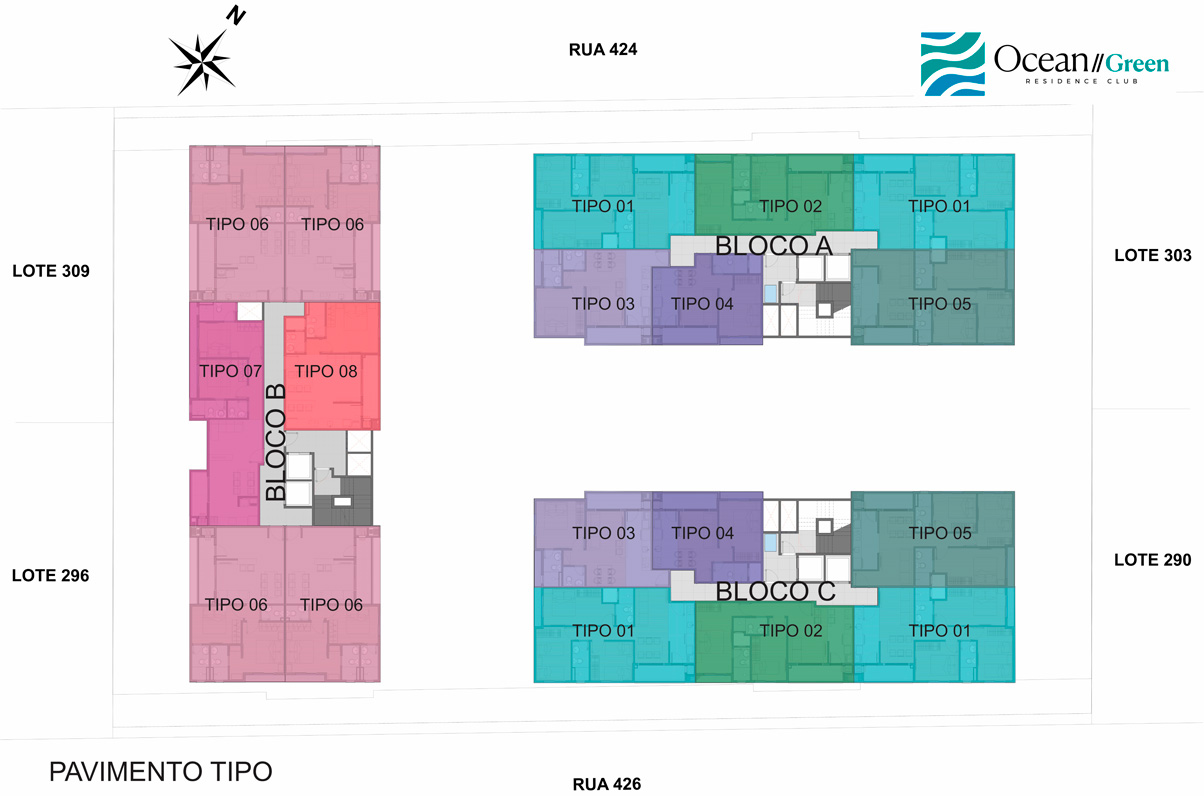 N
RUA 424
Ocean//Green
RESIDENCE CLUB
TIPO 01
TIPO 02
TIPO 01
TIPO 06
TIPO 06
BLOCO A
LOTE 309
LOTE 303
TIPO 03
TIPO 04
TIPO 05
TIPO 07
TIPO 08
BLOCO B
TIPO 03
TIPO 04
TIPO 05
LOTE 296
LOTE 290
BLOCO C
TIPO 06
TIPO 06
TIPO 01
TIPO 02
TIPO 01
PAVIMENTO TIPO
RUA 426